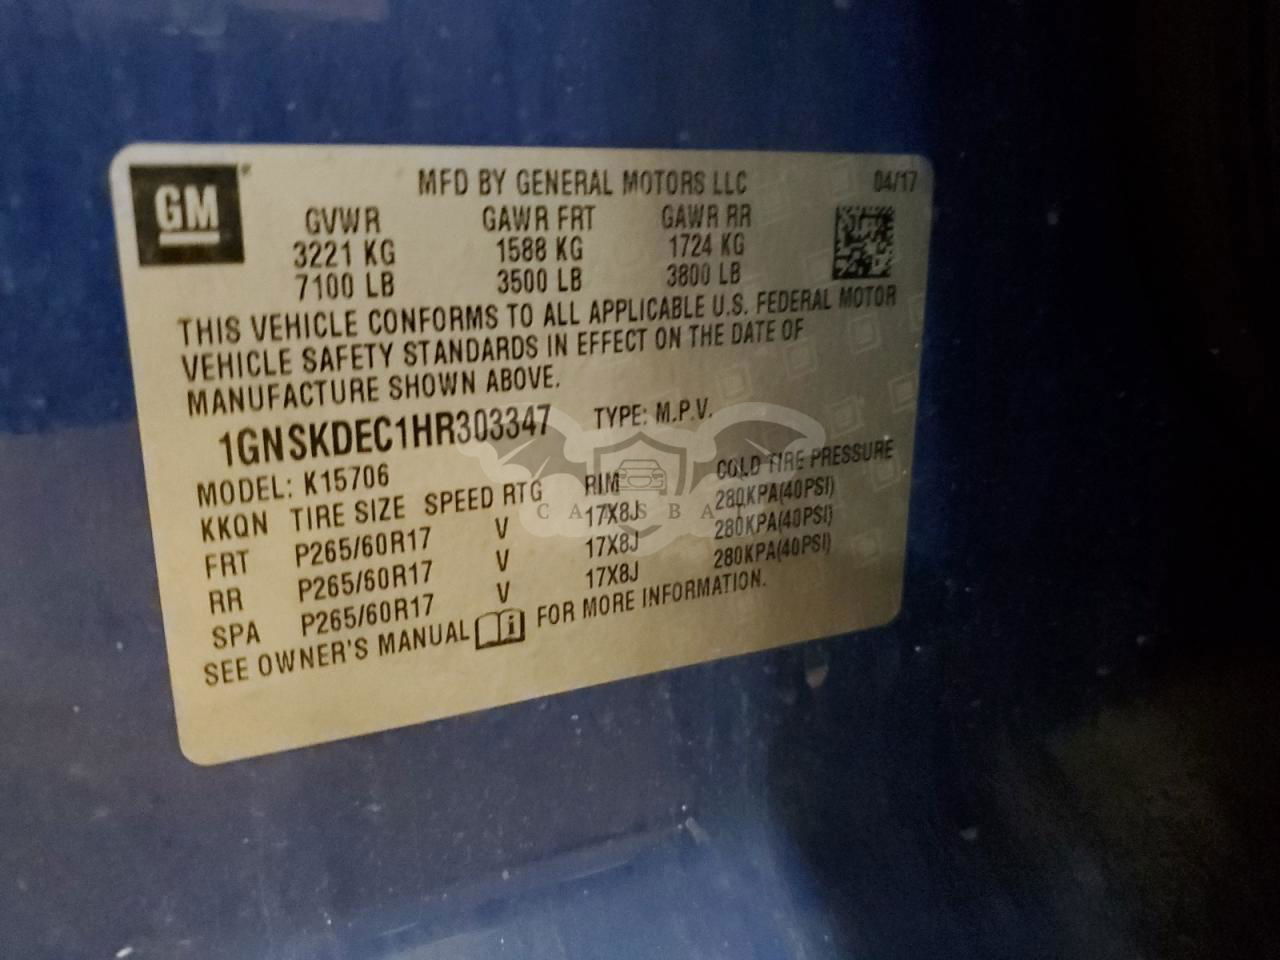 GM
MFD BY GENERAL MOTORS LLC 04/17
GVWR GAWR FRT GAWR RR
3221 KG 1588 KG 1724 KG
7100 LB 3500 LB 3800 LB
THIS VEHICLE CONFORMS TO ALL APPLICABLE U.S. FEDERAL MOTOR
VEHICLE SAFETY STANDARDS IN EFFECT ON THE DATE OF
MANUFACTURE SHOWN ABOVE.
1GNSKDEC1HR303347 TYPE: M.P.V.
MODEL: K15706
KKQN TIRE SIZE SPEED RTG RIM COLD TIRE PRESSURE
FRT P265/60R17 V 17X8J 280KPA(40PSI)
RR P265/60R17 V 17X8J 280KPA(40PSI)
SPA P265/60R17 V 17X8J 280KPA(40PSI)
SEE OWNER'S MANUAL i FOR MORE INFORMATION.